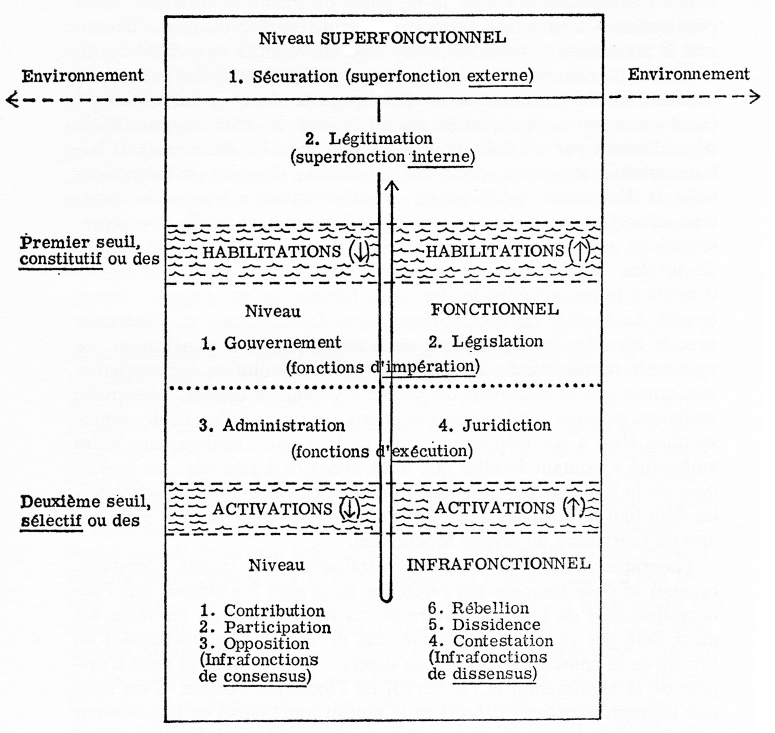 Niveau SUPERFONCTIONNEL
Environnement
1. Sécuration (superfonction externe)
Environnement
2. Légitimation
(superfonction interne)
Premier seuil,
constitutif ou des
HABILITATIONS (↓)
HABILITATIONS (↑)
Niveau
FONCTIONNEL
1. Gouvernement
2. Législation
(fonctions d'impération)
3. Administration
4. Juridiction
(fonctions d'exécution)
Deuxième seuil,
sélectif ou des
ACTIVATIONS (↓)
ACTIVATIONS (↑)
Niveau
INFRAFONCTIONNEL
1. Contribution
2. Participation
3. Opposition
(Infrafonctions
de consensus)
6. Rébellion
5. Dissidence
4. Contestation
(Infrafonctions
de dissensus)